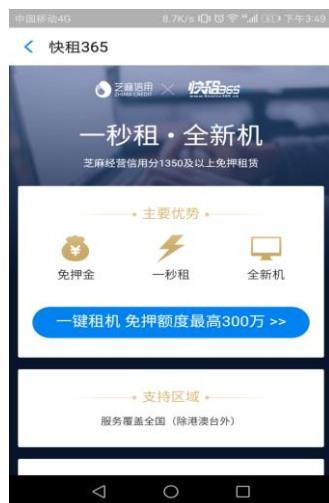 中国移动4G 8.7K/s 下午3:49
快租365
芝麻信用 × 快租365
一秒租·全新机
芝麻经营信用分1350及以上免押租赁
·主要优势·
免押金 一秒租 全新机
一键租机 免押额度最高300万 >>
·支持区域·
服务覆盖全国（除港澳台外）